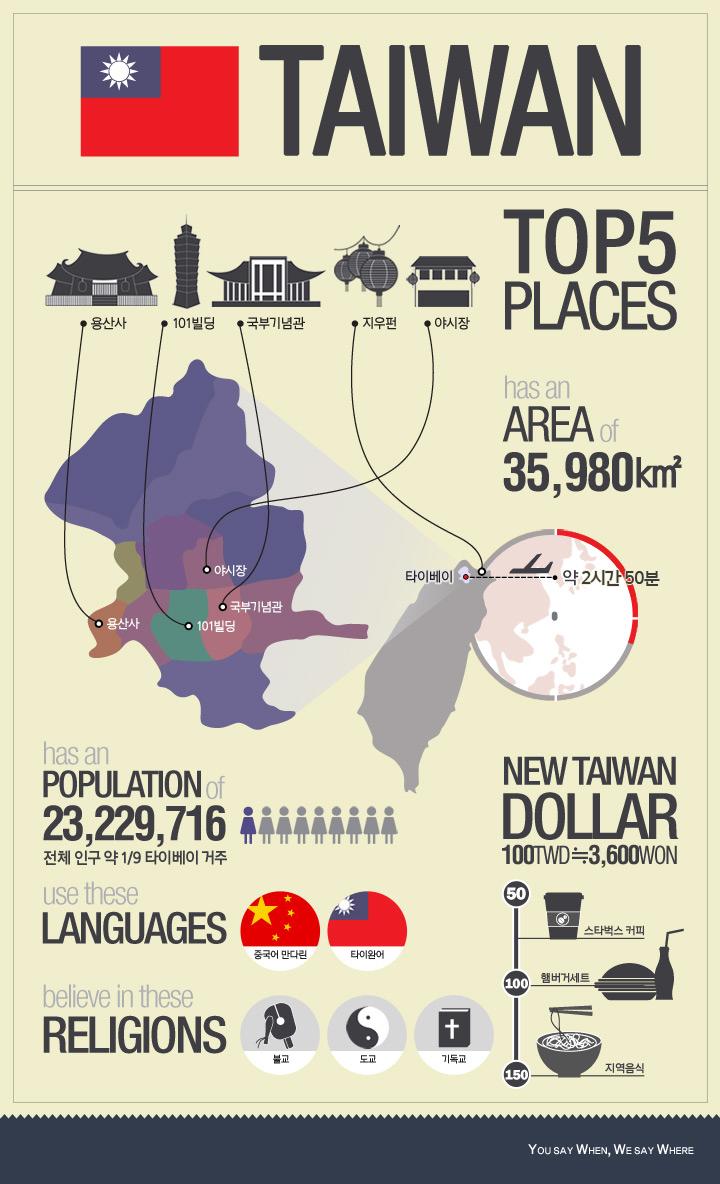 TAIWAN
TOP5
PLACES
용산사
101빌딩
국부기념관
지우펀
야시장
has an
AREA of
35,980km²
야시장
국부기념관
용산사
101빌딩
타이베이
약 2시간 50분
has an
POPULATION of
23,229,716
전체 인구 약 1/9 타이베이 거주
NEW TAIWAN
DOLLAR
100TWD≒3,600WON
use these
LANGUAGES
중국어 만다린
타이완어
believe in these
RELIGIONS
불교
도교
기독교
50
스타벅스 커피
100
햄버거세트
150
지역음식
YOU SAY WHEN, WE SAY WHERE